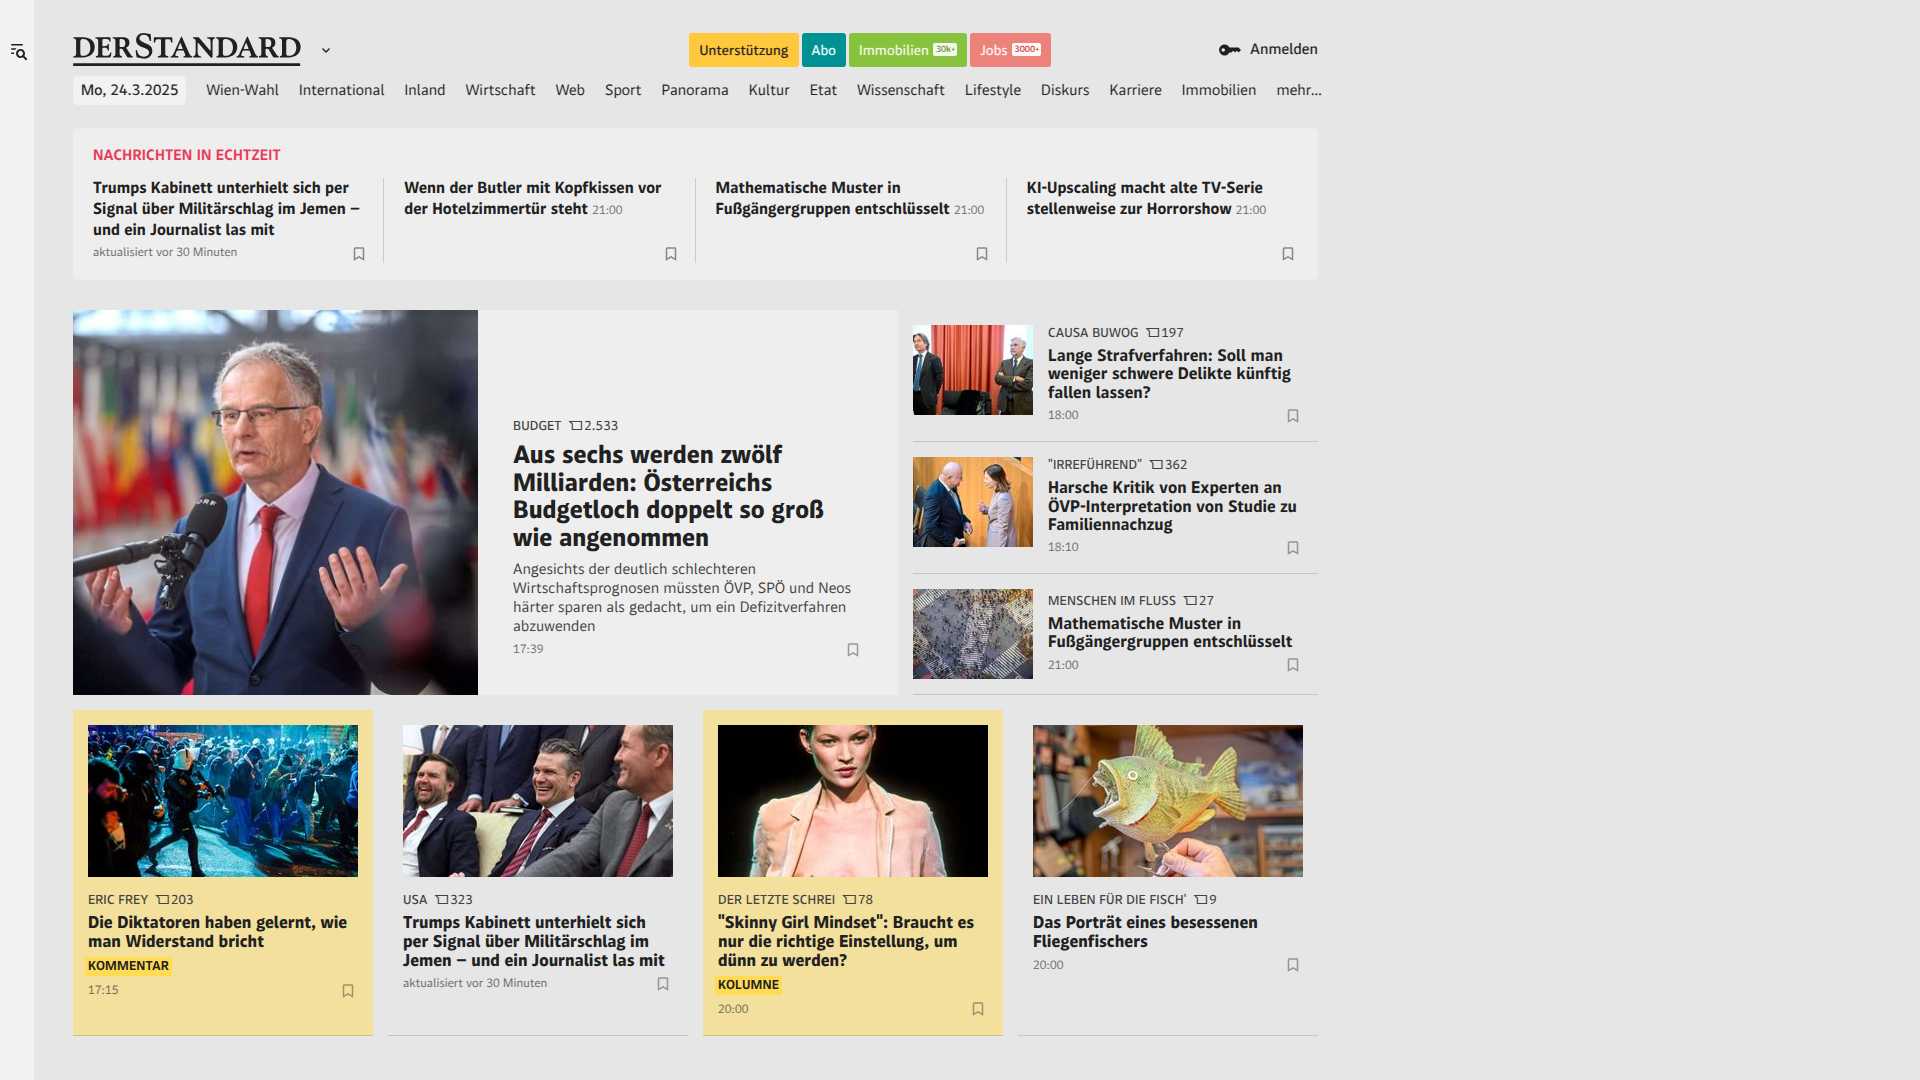 DERSTANDARD
Unterstützung
Abo
Immobilien 30k+
Jobs 3000+
Anmelden
Mo, 24.3.2025
Wien-Wahl
International
Inland
Wirtschaft
Web
Sport
Panorama
Kultur
Etat
Wissenschaft
Lifestyle
Diskurs
Karriere
Immobilien
mehr...
NACHRICHTEN IN ECHTZEIT
Trumps Kabinett unterhielt sich per
Signal über Militärschlag im Jemen –
und ein Journalist las mit
aktualisiert vor 30 Minuten
Wenn der Butler mit Kopfkissen vor
der Hotelzimmertür steht 21:00
Mathematische Muster in
Fußgängergruppen entschlüsselt 21:00
KI-Upscaling macht alte TV-Serie
stellenweise zur Horrorshow 21:00
ORF
BUDGET 2.533
Aus sechs werden zwölf
Milliarden: Österreichs
Budgetloch doppelt so groß
wie angenommen
Angesichts der deutlich schlechteren
Wirtschaftsprognosen müssten ÖVP, SPÖ und Neos
härter sparen als gedacht, um ein Defizitverfahren
abzuwenden
17:39
CAUSA BUWOG 197
Lange Strafverfahren: Soll man
weniger schwere Delikte künftig
fallen lassen?
18:00
"IRREFÜHREND" 362
Harsche Kritik von Experten an
ÖVP-Interpretation von Studie zu
Familiennachzug
18:10
MENSCHEN IM FLUSS 27
Mathematische Muster in
Fußgängergruppen entschlüsselt
21:00
ERIC FREY 203
Die Diktatoren haben gelernt, wie
man Widerstand bricht
KOMMENTAR
17:15
USA 323
Trumps Kabinett unterhielt sich
per Signal über Militärschlag im
Jemen – und ein Journalist las mit
aktualisiert vor 30 Minuten
DER LETZTE SCHREI 78
"Skinny Girl Mindset": Braucht es
nur die richtige Einstellung, um
dünn zu werden?
KOLUMNE
20:00
EIN LEBEN FÜR DIE FISCH' 9
Das Porträt eines besessenen
Fliegenfischers
20:00